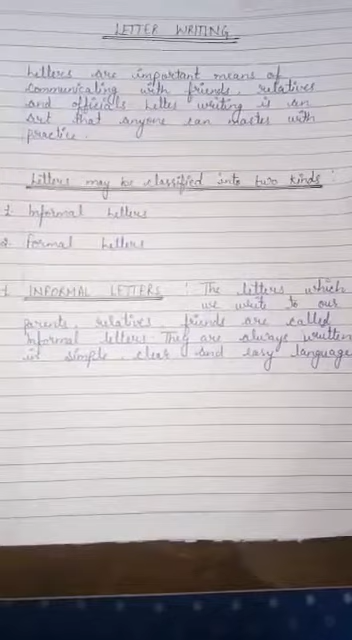 LETTER WRITING
Letters are important means of
communicating with friends, relatives
and officials. Letter writing is an
art that anyone can master with
practice.
Letters may be classified into two kinds :
1. Informal Letters
2. Formal Letters
1. INFORMAL LETTERS : The letters which
we write to our
parents, relatives, friends are called
informal letters. They are always written
in simple, clear and easy language